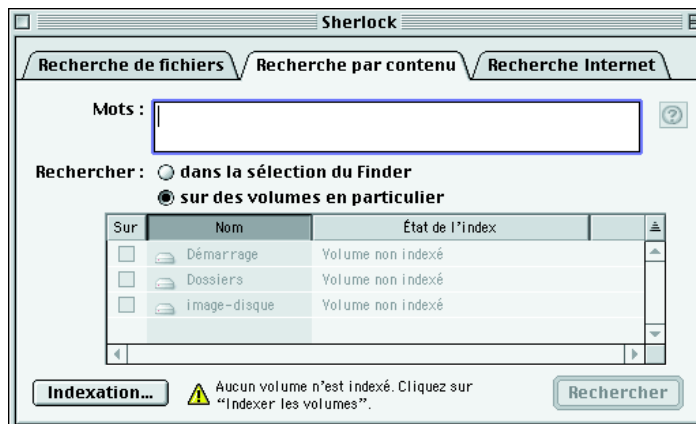 Sherlock
Recherche de fichiers Recherche par contenu Recherche Internet
Mots :
?
Rechercher : dans la sélection du Finder
sur des volumes en particulier
Sur Nom État de l'index
Démarrage Volume non indexé
Dossiers Volume non indexé
image-disque Volume non indexé
Indexation... Aucun volume n'est indexé. Cliquez sur
“Indexer les volumes”.
Rechercher